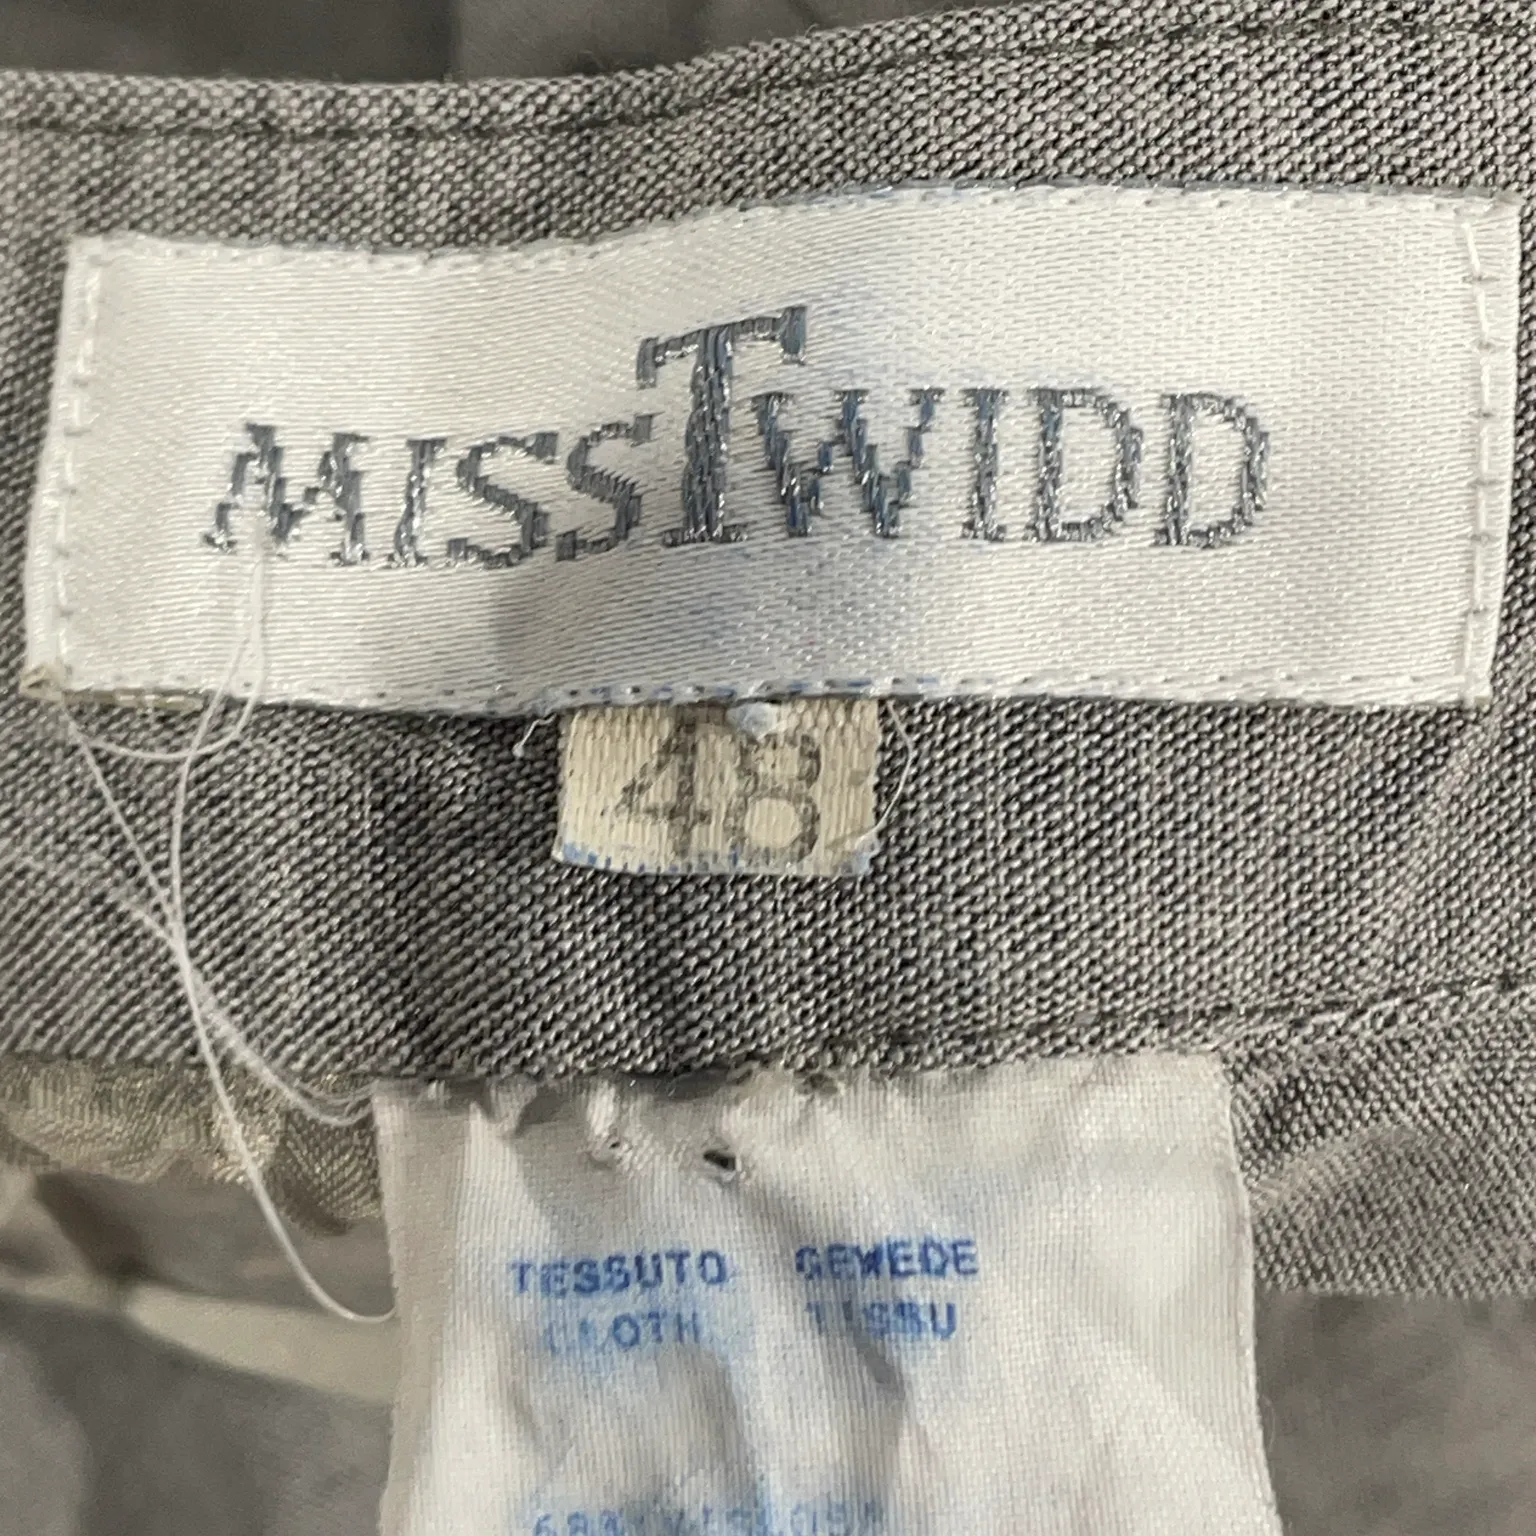 MISSTWIDD
48
TESSUTO GEWEDE
CLOTH TISSU